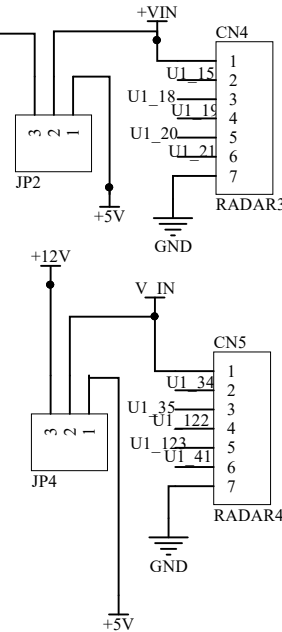 +VIN
CN4
1
U1_15
2
U1_18
3
U1_19
4
U1_20
5
U1_21
6
7
3 2 1
JP2
+5V
GND
RADAR3
+12V
V_IN
CN5
1
U1_34
2
U1_35
3
U1_122
4
U1_123
5
U1_41
6
7
3 2 1
JP4
RADAR4
GND
+5V